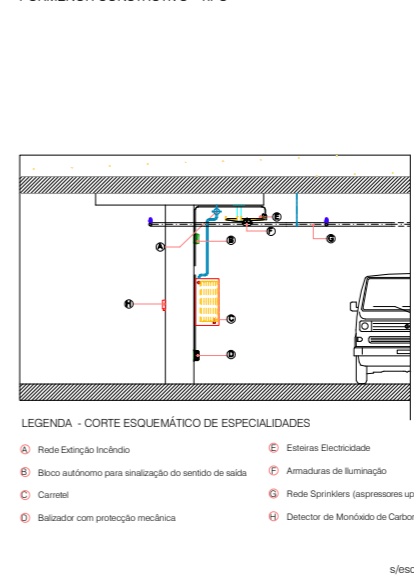 E
F
A
B
G
H
C
D
LEGENDA - CORTE ESQUEMÁTICO DE ESPECIALIDADES
A Rede Extinção Incêndio
B Bloco autónomo para sinalização do sentido de saída
C Carretel
D Balizador com protecção mecânica
E Esteiras Electricidade
F Armaduras de Iluminação
G Rede Sprinklers (aspressores up
H Detector de Monóxido de Carbon
s/esc